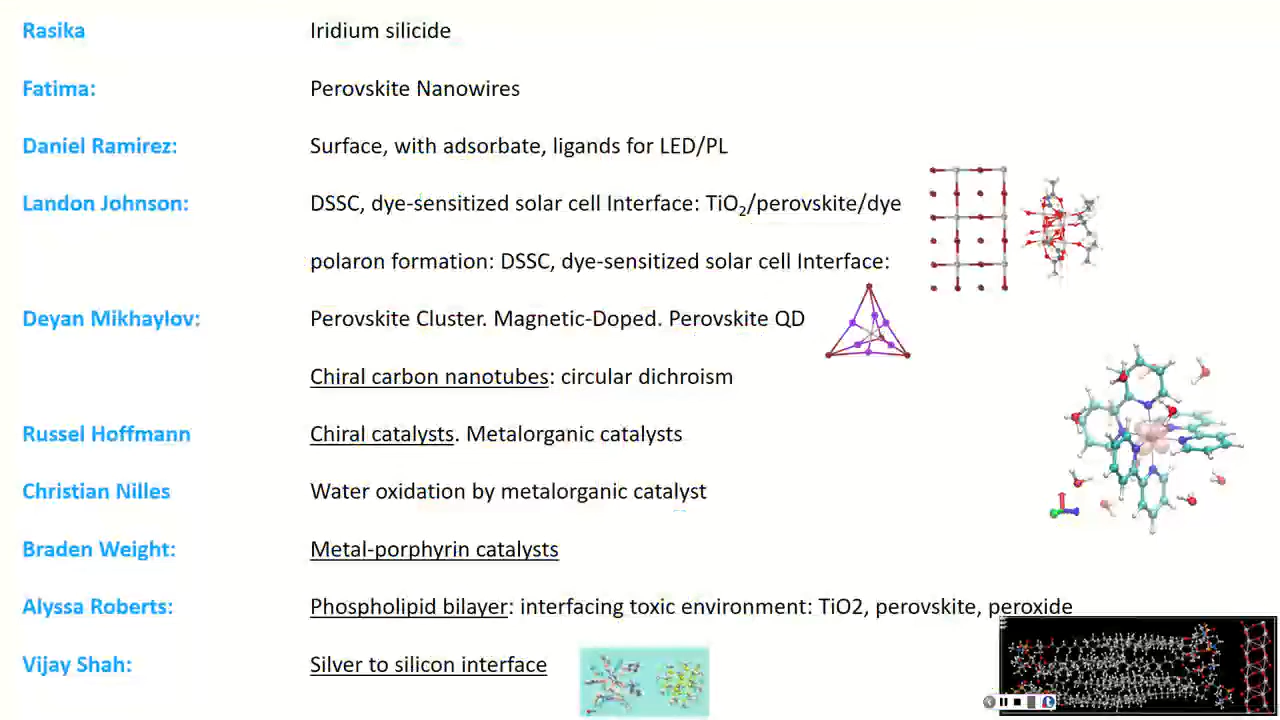 Rasika Iridium silicide
Fatima: Perovskite Nanowires
Daniel Ramirez: Surface, with adsorbate, ligands for LED/PL
Landon Johnson: DSSC, dye-sensitized solar cell Interface: TiO₂/perovskite/dye
polaron formation: DSSC, dye-sensitized solar cell Interface:
Deyan Mikhaylov: Perovskite Cluster. Magnetic-Doped. Perovskite QD
Chiral carbon nanotubes: circular dichroism
Russel Hoffmann Chiral catalysts. Metalorganic catalysts
Christian Nilles Water oxidation by metalorganic catalyst
Braden Weight: Metal-porphyrin catalysts
Alyssa Roberts: Phospholipid bilayer: interfacing toxic environment: TiO2, perovskite, peroxide
Vijay Shah: Silver to silicon interface